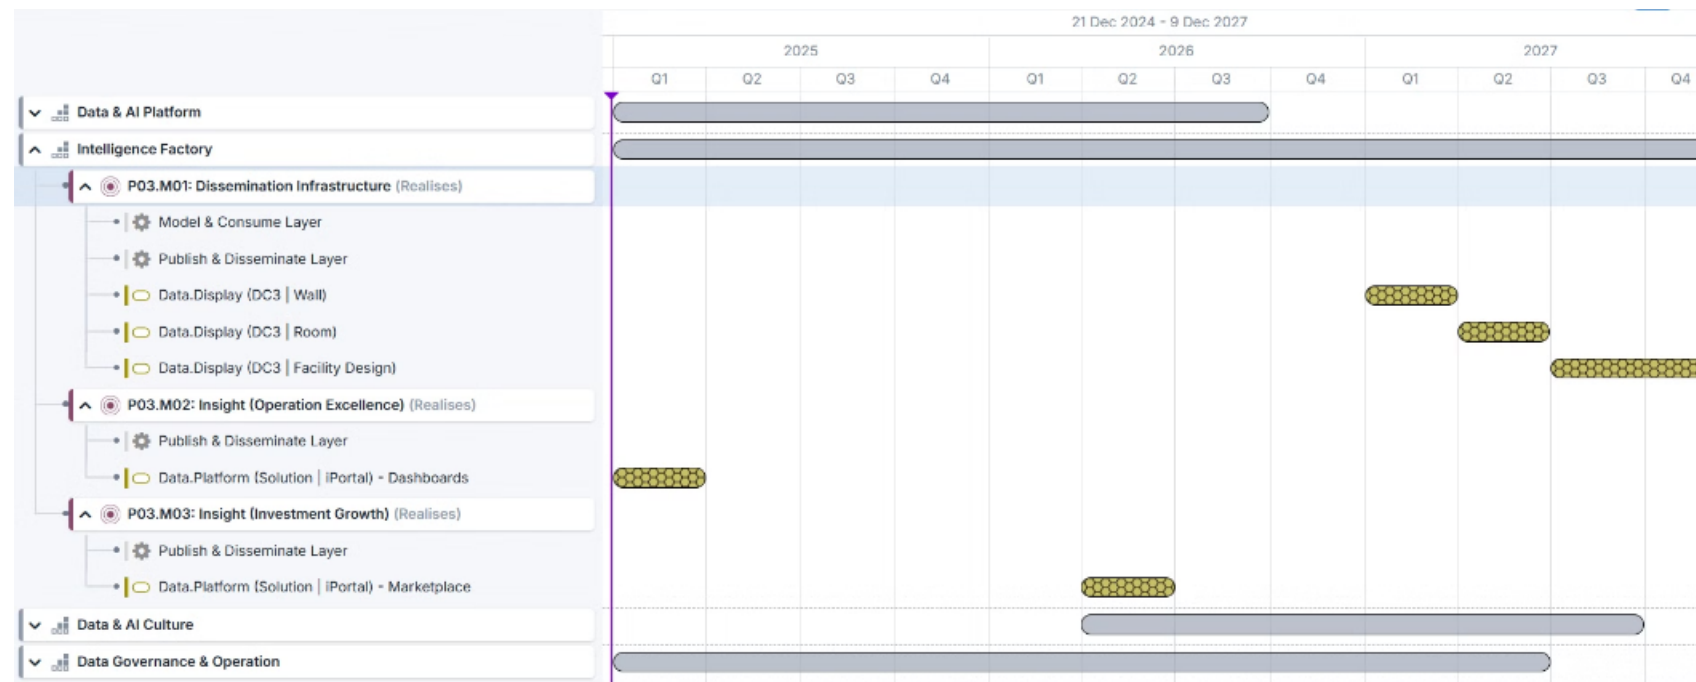 21 Dec 2024 - 9 Dec 2027
2025 2026 2027
Q1 Q2 Q3 Q4 Q1 Q2 Q3 Q4 Q1 Q2 Q3 Q4
Data & AI Platform
Intelligence Factory
P03.M01: Dissemination Infrastructure (Realises)
Model & Consume Layer
Publish & Disseminate Layer
Data.Display (DC3 | Wall)
Data.Display (DC3 | Room)
Data.Display (DC3 | Facility Design)
P03.M02: Insight (Operation Excellence) (Realises)
Publish & Disseminate Layer
Data.Platform (Solution | iPortal) - Dashboards
P03.M03: Insight (Investment Growth) (Realises)
Publish & Disseminate Layer
Data.Platform (Solution | iPortal) - Marketplace
Data & AI Culture
Data Governance & Operation